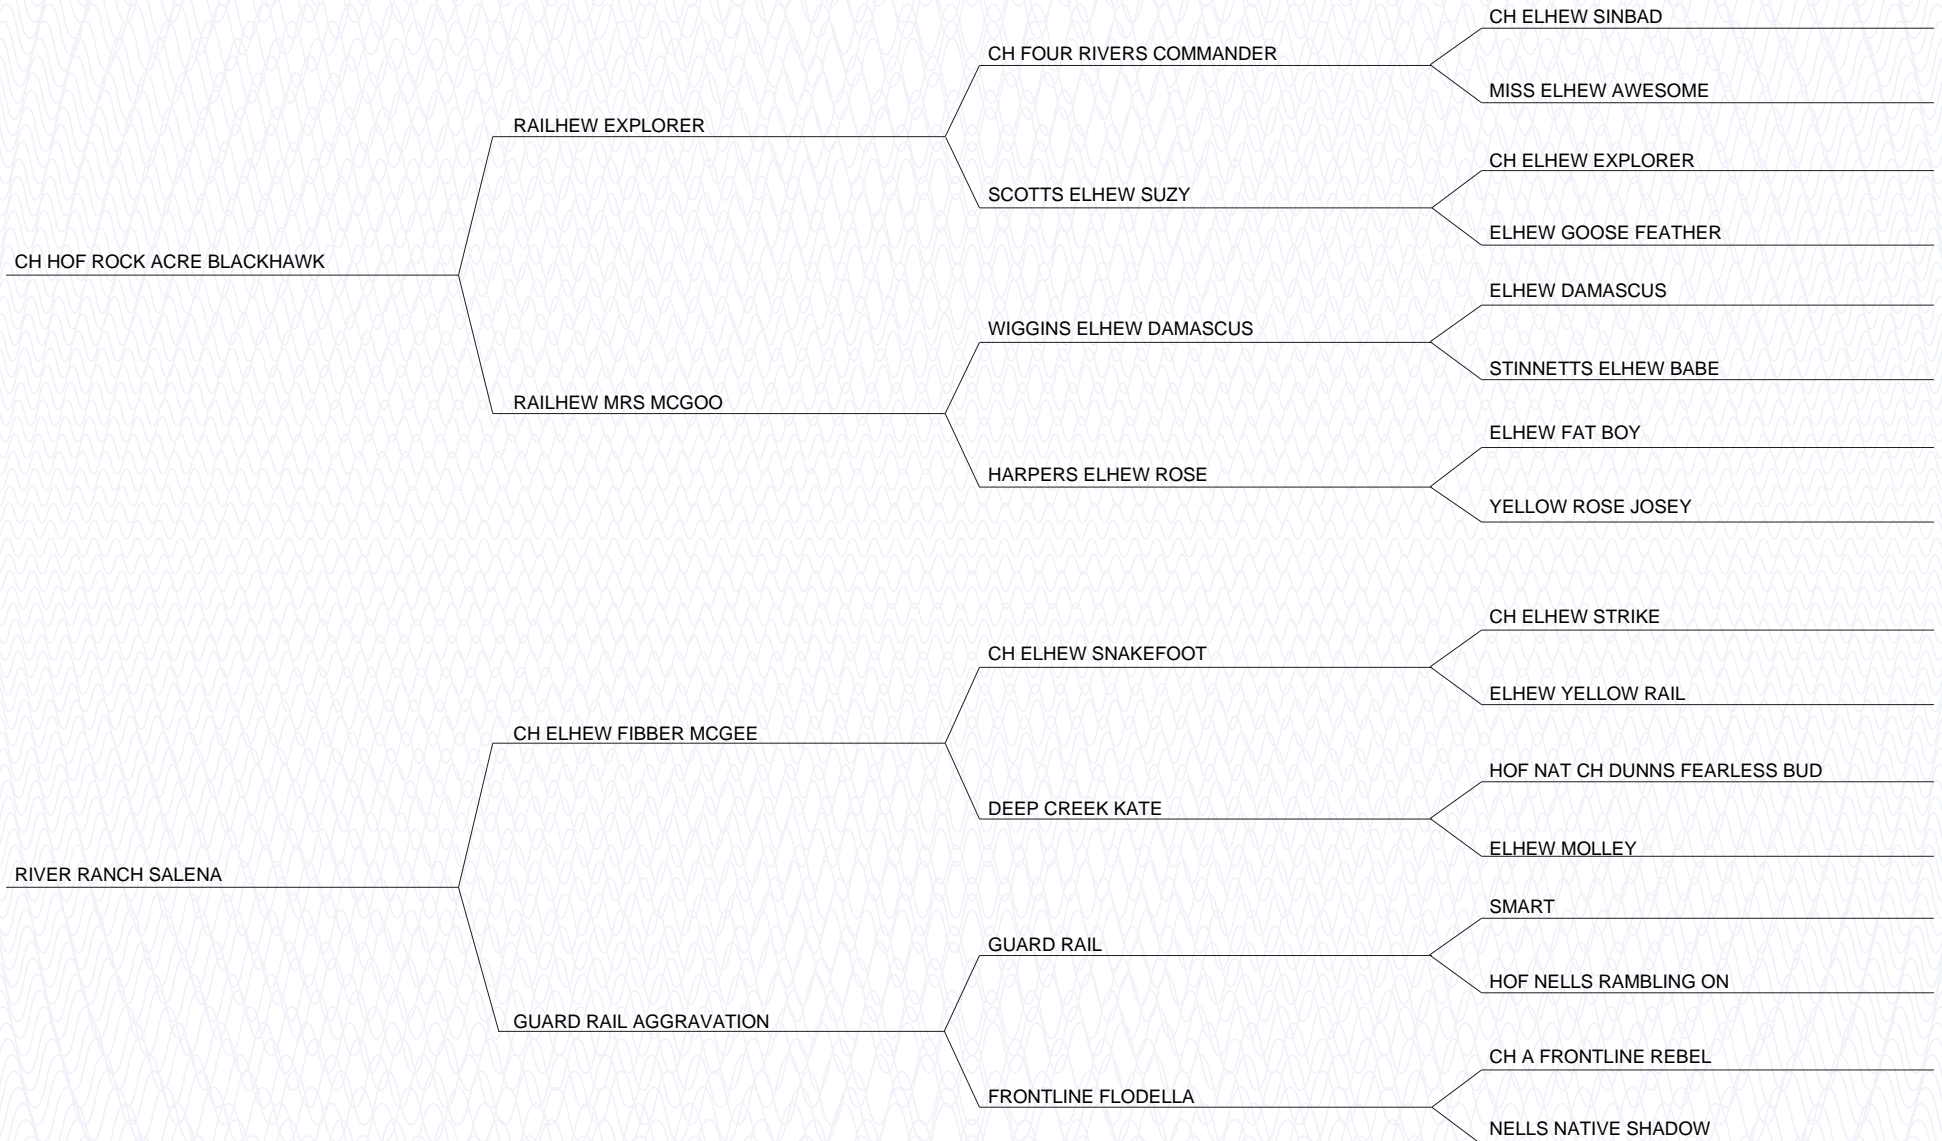 CH ELHEW SINBAD
CH FOUR RIVERS COMMANDER
MISS ELHEW AWESOME
RAILHEW EXPLORER
CH ELHEW EXPLORER
SCOTTS ELHEW SUZY
ELHEW GOOSE FEATHER
CH HOF ROCK ACRE BLACKHAWK
ELHEW DAMASCUS
WIGGINS ELHEW DAMASCUS
STINNETTS ELHEW BABE
RAILHEW MRS MCGOO
ELHEW FAT BOY
HARPERS ELHEW ROSE
YELLOW ROSE JOSEY
CH ELHEW STRIKE
CH ELHEW SNAKEFOOT
ELHEW YELLOW RAIL
CH ELHEW FIBBER MCGEE
HOF NAT CH DUNNS FEARLESS BUD
DEEP CREEK KATE
ELHEW MOLLEY
RIVER RANCH SALENA
SMART
GUARD RAIL
HOF NELLS RAMBLING ON
GUARD RAIL AGGRAVATION
CH A FRONTLINE REBEL
FRONTLINE FLODELLA
NELLS NATIVE SHADOW